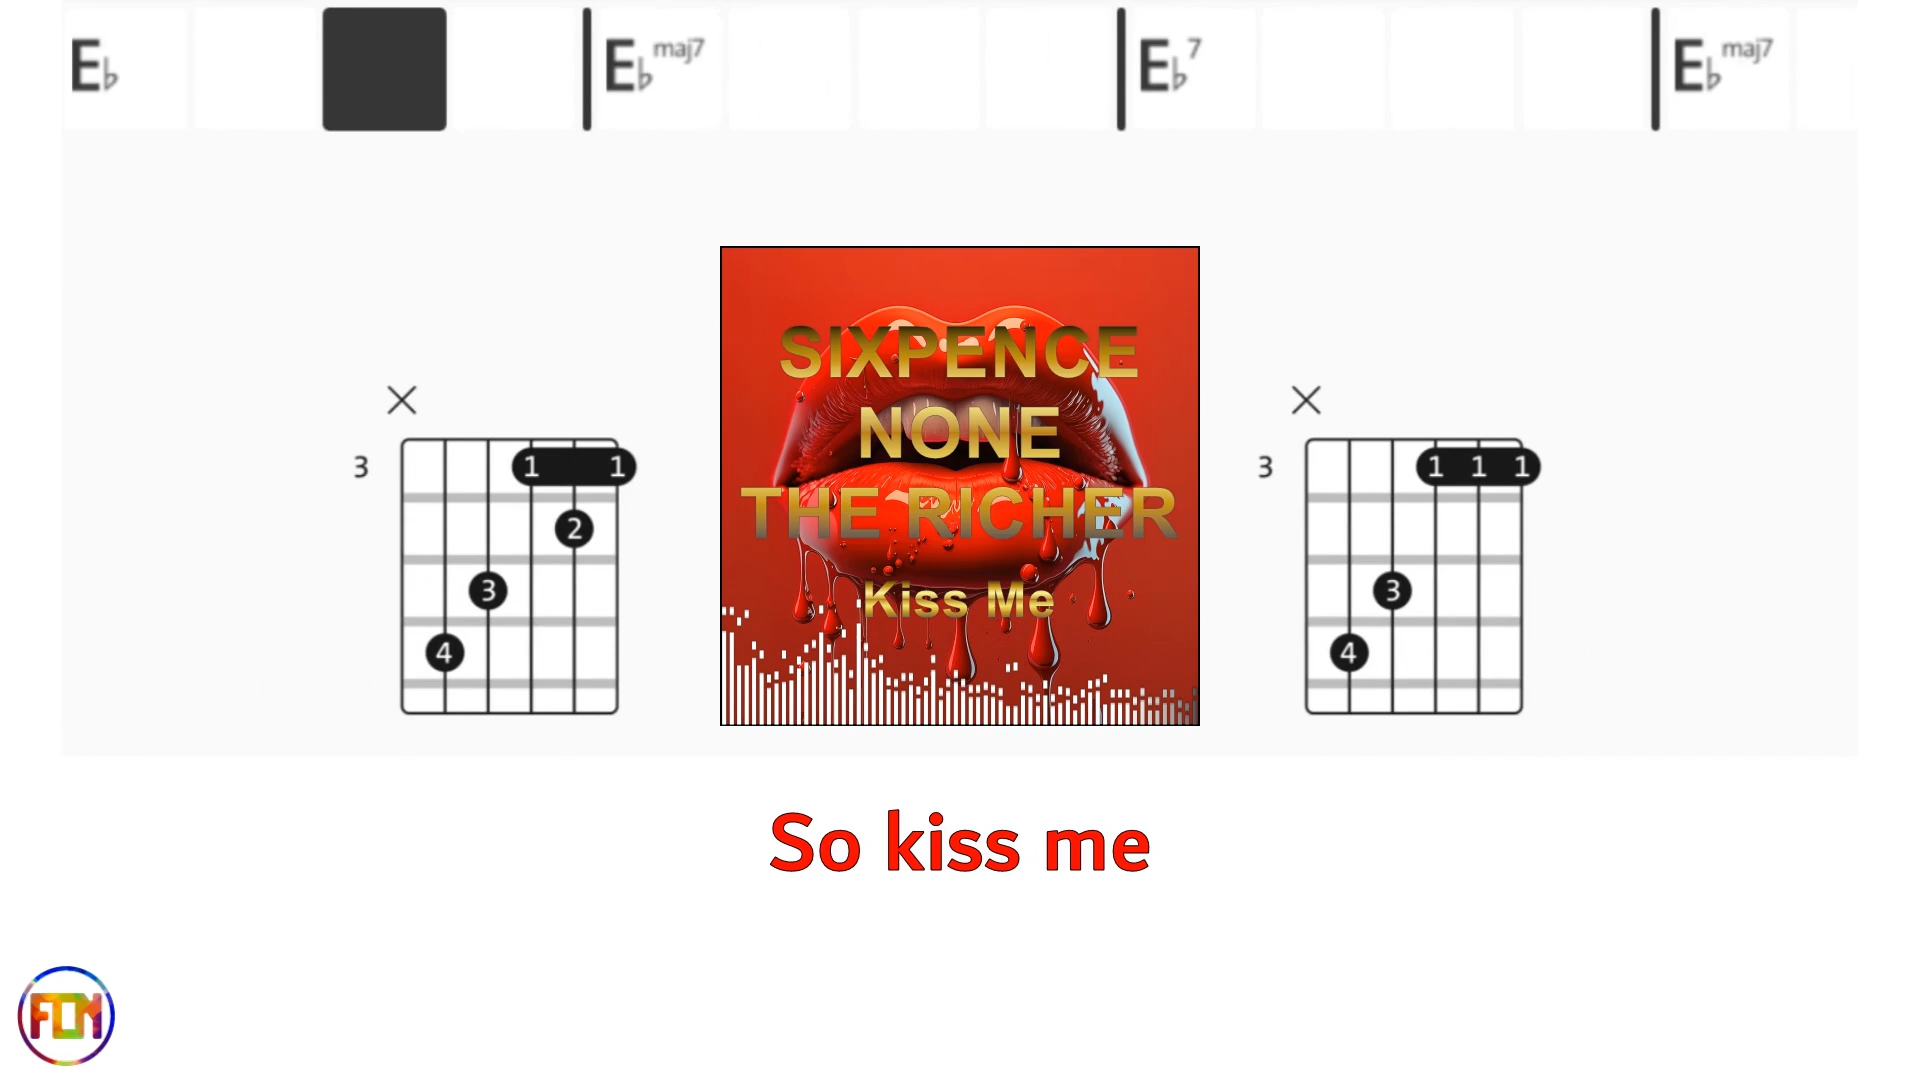 E♭ E♭maj7 E♭7 E♭maj7
3 1 1 2 3 4
SIXPENCE
NONE
THE RICHER
Kiss Me
3 1 1 1 3 4
So kiss me
FOM